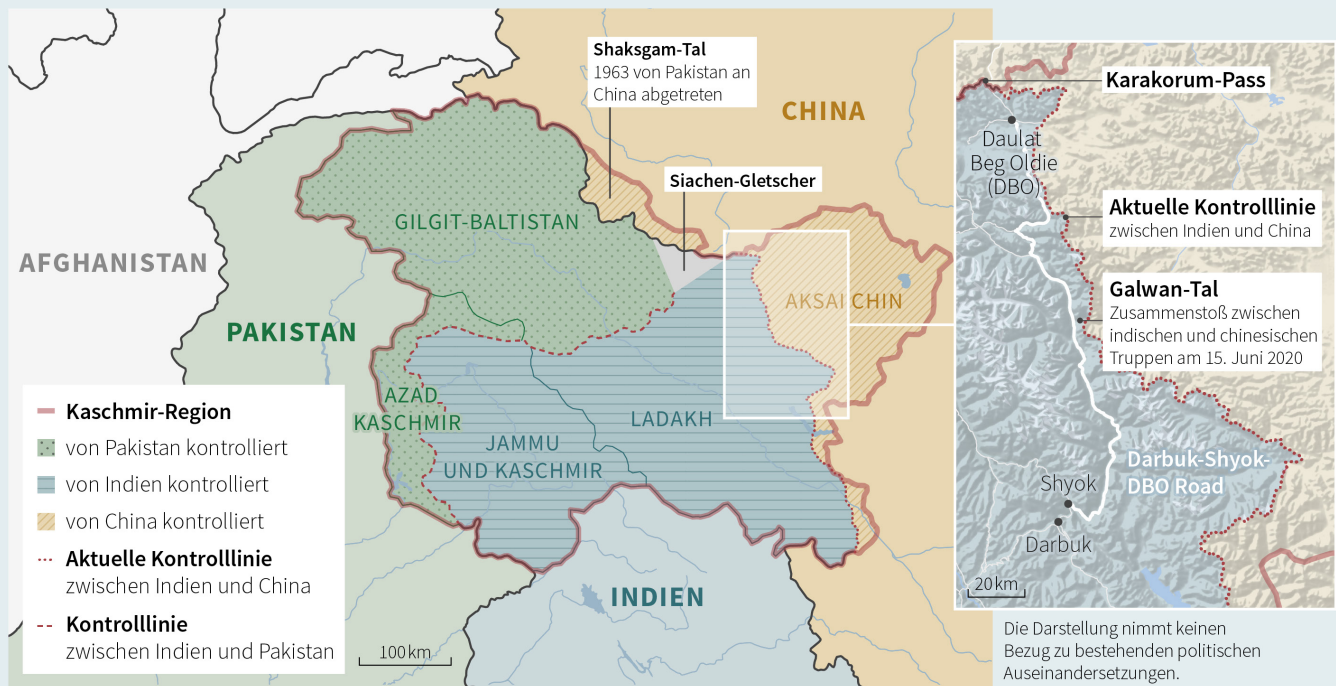 Shaksgam-Tal
1963 von Pakistan an
China abgetreten
CHINA
Siachen-Gletscher
GILGIT-BALTISTAN
AFGHANISTAN
AKSAI CHIN
PAKISTAN
AZAD
KASCHMIR
LADAKH
JAMMU
UND KASCHMIR
INDIEN
Kaschmir-Region
von Pakistan kontrolliert
von Indien kontrolliert
von China kontrolliert
Aktuelle Kontrolllinie
zwischen Indien und China
Kontrolllinie
zwischen Indien und Pakistan
100 km
Karakorum-Pass
Daulat
Beg Oldie
(DBO)
Aktuelle Kontrolllinie
zwischen Indien und China
Galwan-Tal
Zusammenstoß zwischen
indischen und chinesischen
Truppen am 15. Juni 2020
Darbuk-Shyok-
DBO Road
Shyok
Darbuk
20 km
Die Darstellung nimmt keinen
Bezug zu bestehenden politischen
Auseinandersetzungen.